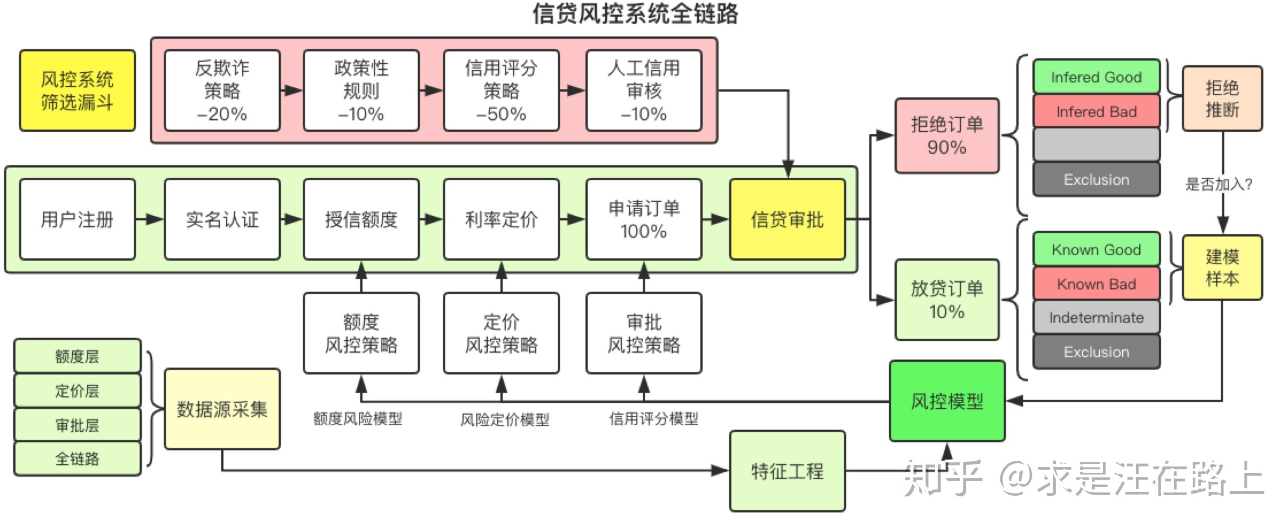 信贷风控系统全链路
风控系统
筛选漏斗
反欺诈
策略
-20%
政策性
规则
-10%
信用评分
策略
-50%
人工信用
审核
-10%
用户注册
实名认证
授信额度
利率定价
申请订单
100%
信贷审批
拒绝订单
90%
放贷订单
10%
Infered Good
Infered Bad
Exclusion
拒绝
推断
是否加入?
Known Good
Known Bad
Indeterminate
Exclusion
建模
样本
额度
风控策略
定价
风控策略
审批
风控策略
额度风险模型
风险定价模型
信用评分模型
风控模型
额度层
定价层
审批层
全链路
数据源采集
特征工程
知乎 @求是汪在路上